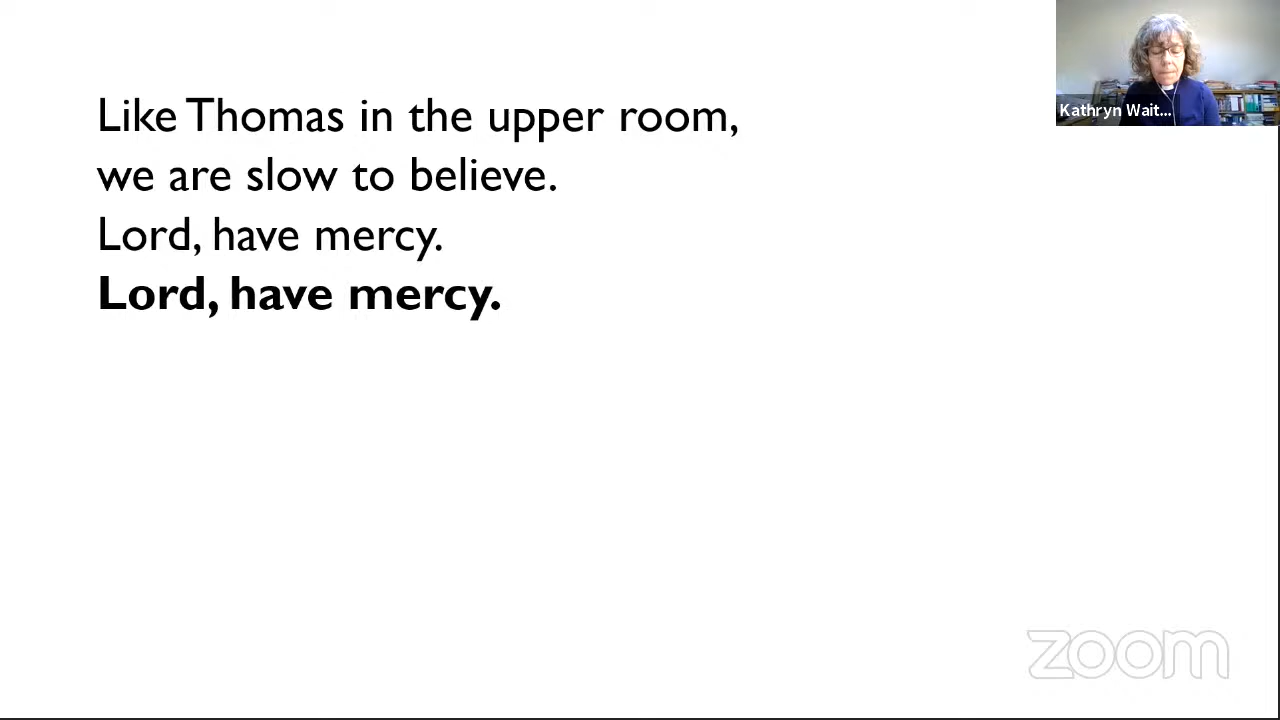 Like Thomas in the upper room,
we are slow to believe.
Lord, have mercy.
Lord, have mercy.
Kathryn Wait...
zoom